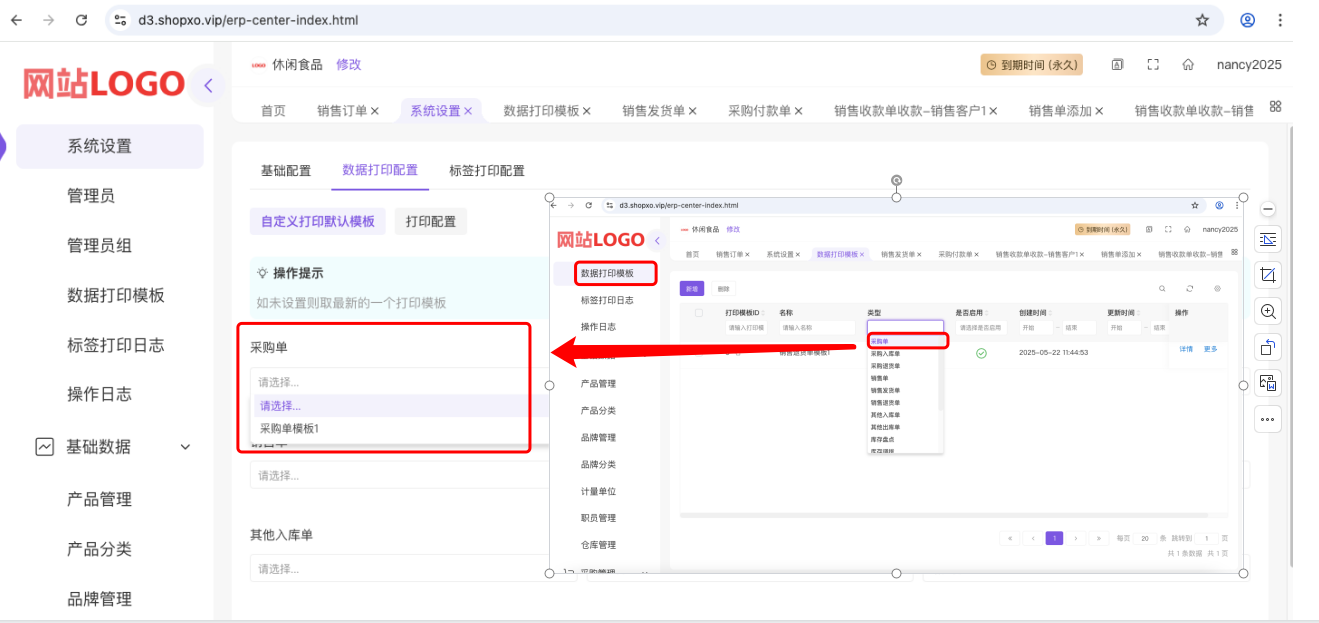 d3.shopxo.vip/erp-center-index.html
网站LOGO
LOGO 休闲食品 修改
到期时间 (永久)
nancy2025
首页 销售订单 × 系统设置 × 数据打印模板 × 销售发货单 × 采购付款单 × 销售收款单收款-销售客户1 × 销售单添加 × 销售收款单收款-销售
系统设置
管理员
管理员组
数据打印模板
标签打印日志
操作日志
基础数据
产品管理
产品分类
品牌管理
基础配置 数据打印配置 标签打印配置
自定义打印默认模板 打印配置
操作提示
如未设置则取最新的一个打印模板
采购单
请选择...
请选择...
采购单模板1
请选择...
其他入库单
请选择...
d3.shopxo.vip/erp-center-index.html
网站LOGO
休闲食品 修改
到期时间 (永久)
nancy2025
首页 销售订单 × 系统设置 × 数据打印模板 × 销售发货单 × 采购付款单 × 销售收款单收款-销售客户1 × 销售单添加 × 销售收款单收款-销售
数据打印模板
标签打印日志
操作日志
产品管理
产品分类
品牌管理
品牌分类
计量单位
职员管理
仓库管理
采购管理
新增 删除
打印模板ID 名称 类型 是否启用 创建时间 更新时间 操作
请输入打印模 请输入名称 请选择是否启用 开始 - 结束 开始 - 结束
销售退货单模板1
2025-05-22 11:44:53
详情 更多
采购单
采购入库单
采购退货单
销售单
销售发货单
销售退货单
其他入库单
其他出库单
库存盘点
« ‹ 1 › » 每页 20 条 跳转到 1 页
共 1 条数据 共 1 页